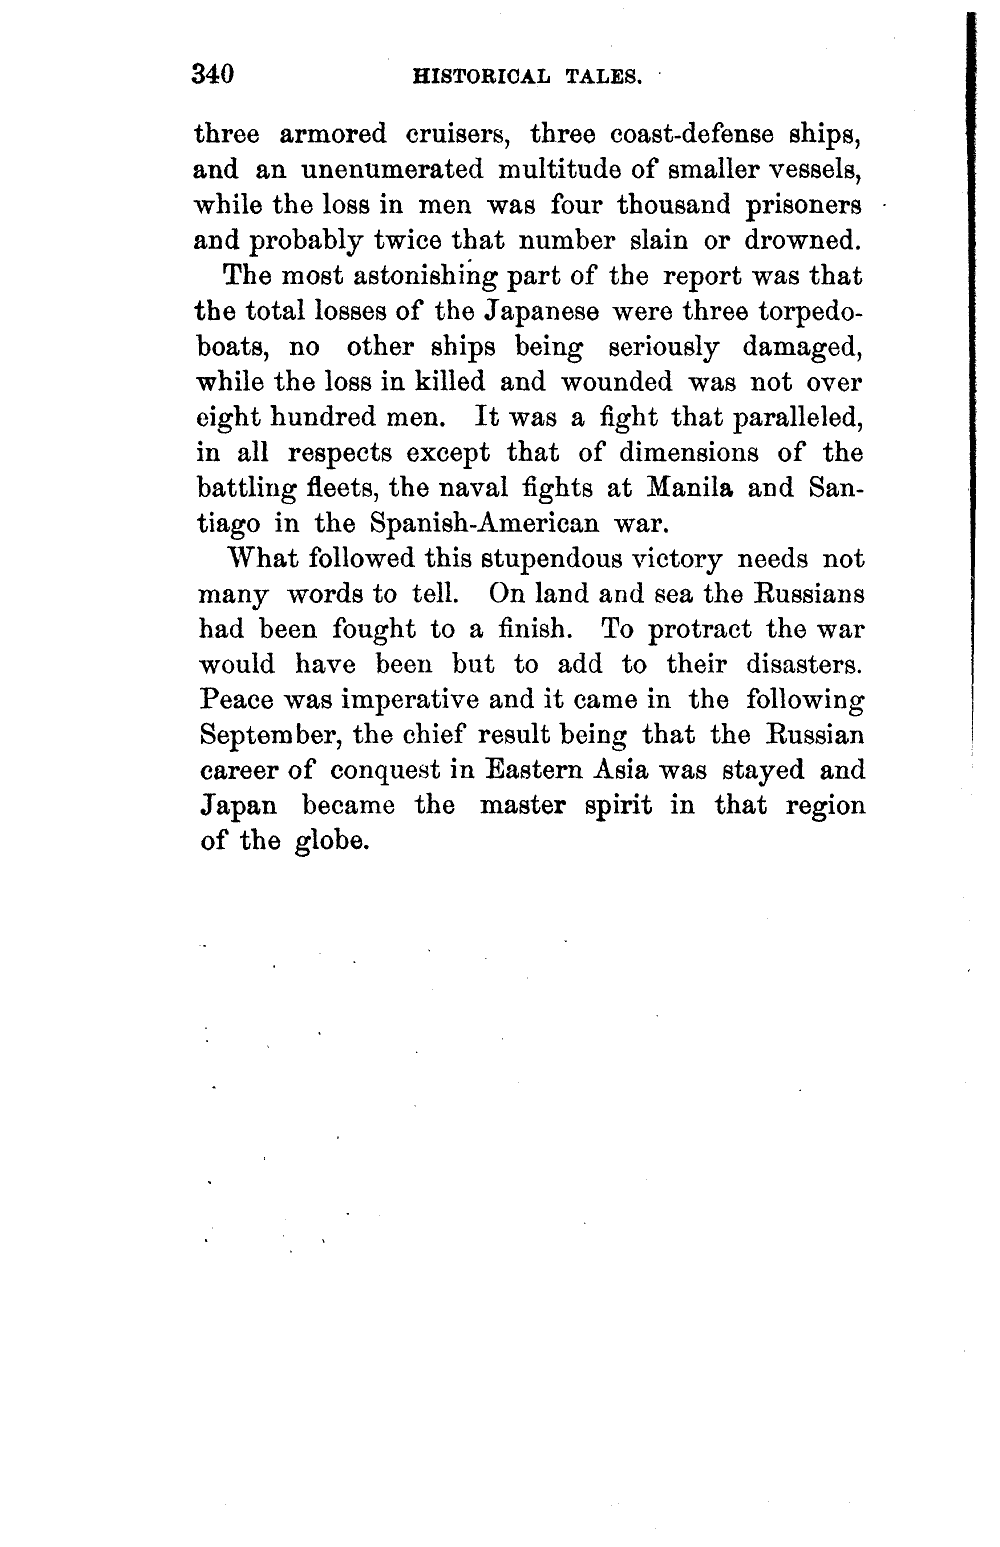 340 HISTORICAL TALES.
three armored cruisers, three coast-defense ships,
and an unenumerated multitude of smaller vessels,
while the loss in men was four thousand prisoners
and probably twice that number slain or drowned.
The most astonishing part of the report was that
the total losses of the Japanese were three torpedo-
boats, no other ships being seriously damaged,
while the loss in killed and wounded was not over
eight hundred men. It was a fight that paralleled,
in all respects except that of dimensions of the
battling fleets, the naval fights at Manila and San-
tiago in the Spanish-American war.
What followed this stupendous victory needs not
many words to tell. On land and sea the Russians
had been fought to a finish. To protract the war
would have been but to add to their disasters.
Peace was imperative and it came in the following
September, the chief result being that the Russian
career of conquest in Eastern Asia was stayed and
Japan became the master spirit in that region
of the globe.